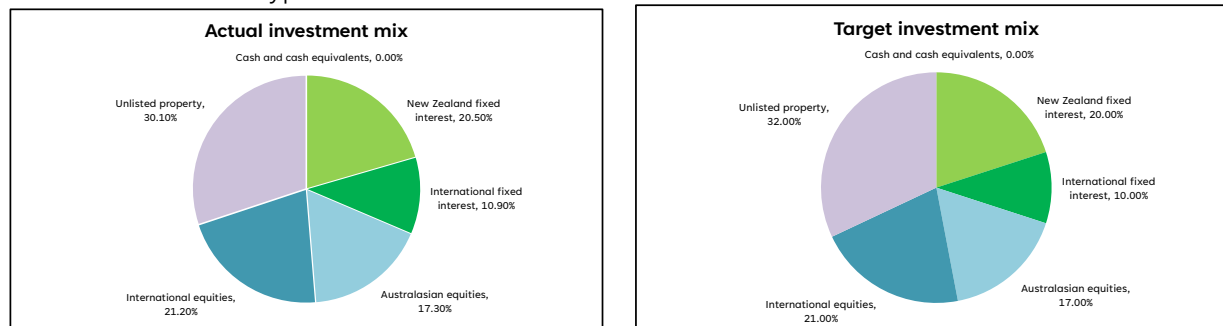 Actual investment mix
Cash and cash equivalents, 0.00%
Unlisted property,
30.10%
New Zealand fixed
interest, 20.50%
International fixed
interest, 10.90%
Australasian equities,
17.30%
International equities,
21.20%
Target investment mix
Cash and cash equivalents, 0.00%
Unlisted property,
32.00%
New Zealand fixed
interest, 20.00%
International fixed
interest, 10.00%
Australasian equities,
17.00%
International equities,
21.00%